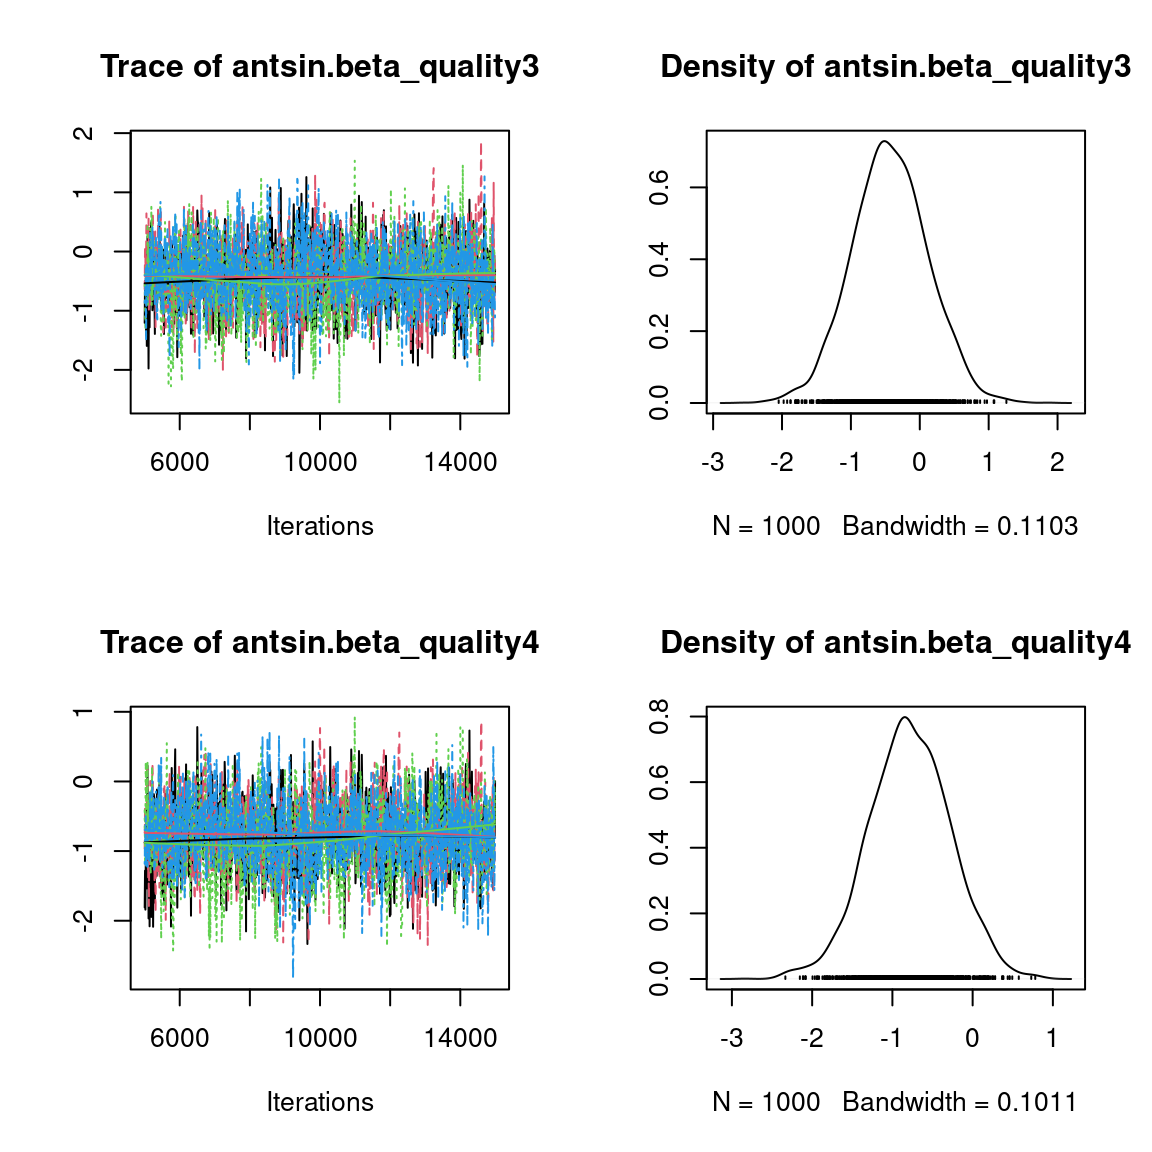 Trace of antsin.beta_quality3
2
1
0
-1
-2
6000 10000 14000
Iterations
Density of antsin.beta_quality3
0.6
0.4
0.2
0.0
-3 -2 -1 0 1 2
N = 1000 Bandwidth = 0.1103
Trace of antsin.beta_quality4
1
0
-1
-2
6000 10000 14000
Iterations
Density of antsin.beta_quality4
0.8
0.6
0.4
0.2
0.0
-3 -2 -1 0 1
N = 1000 Bandwidth = 0.1011